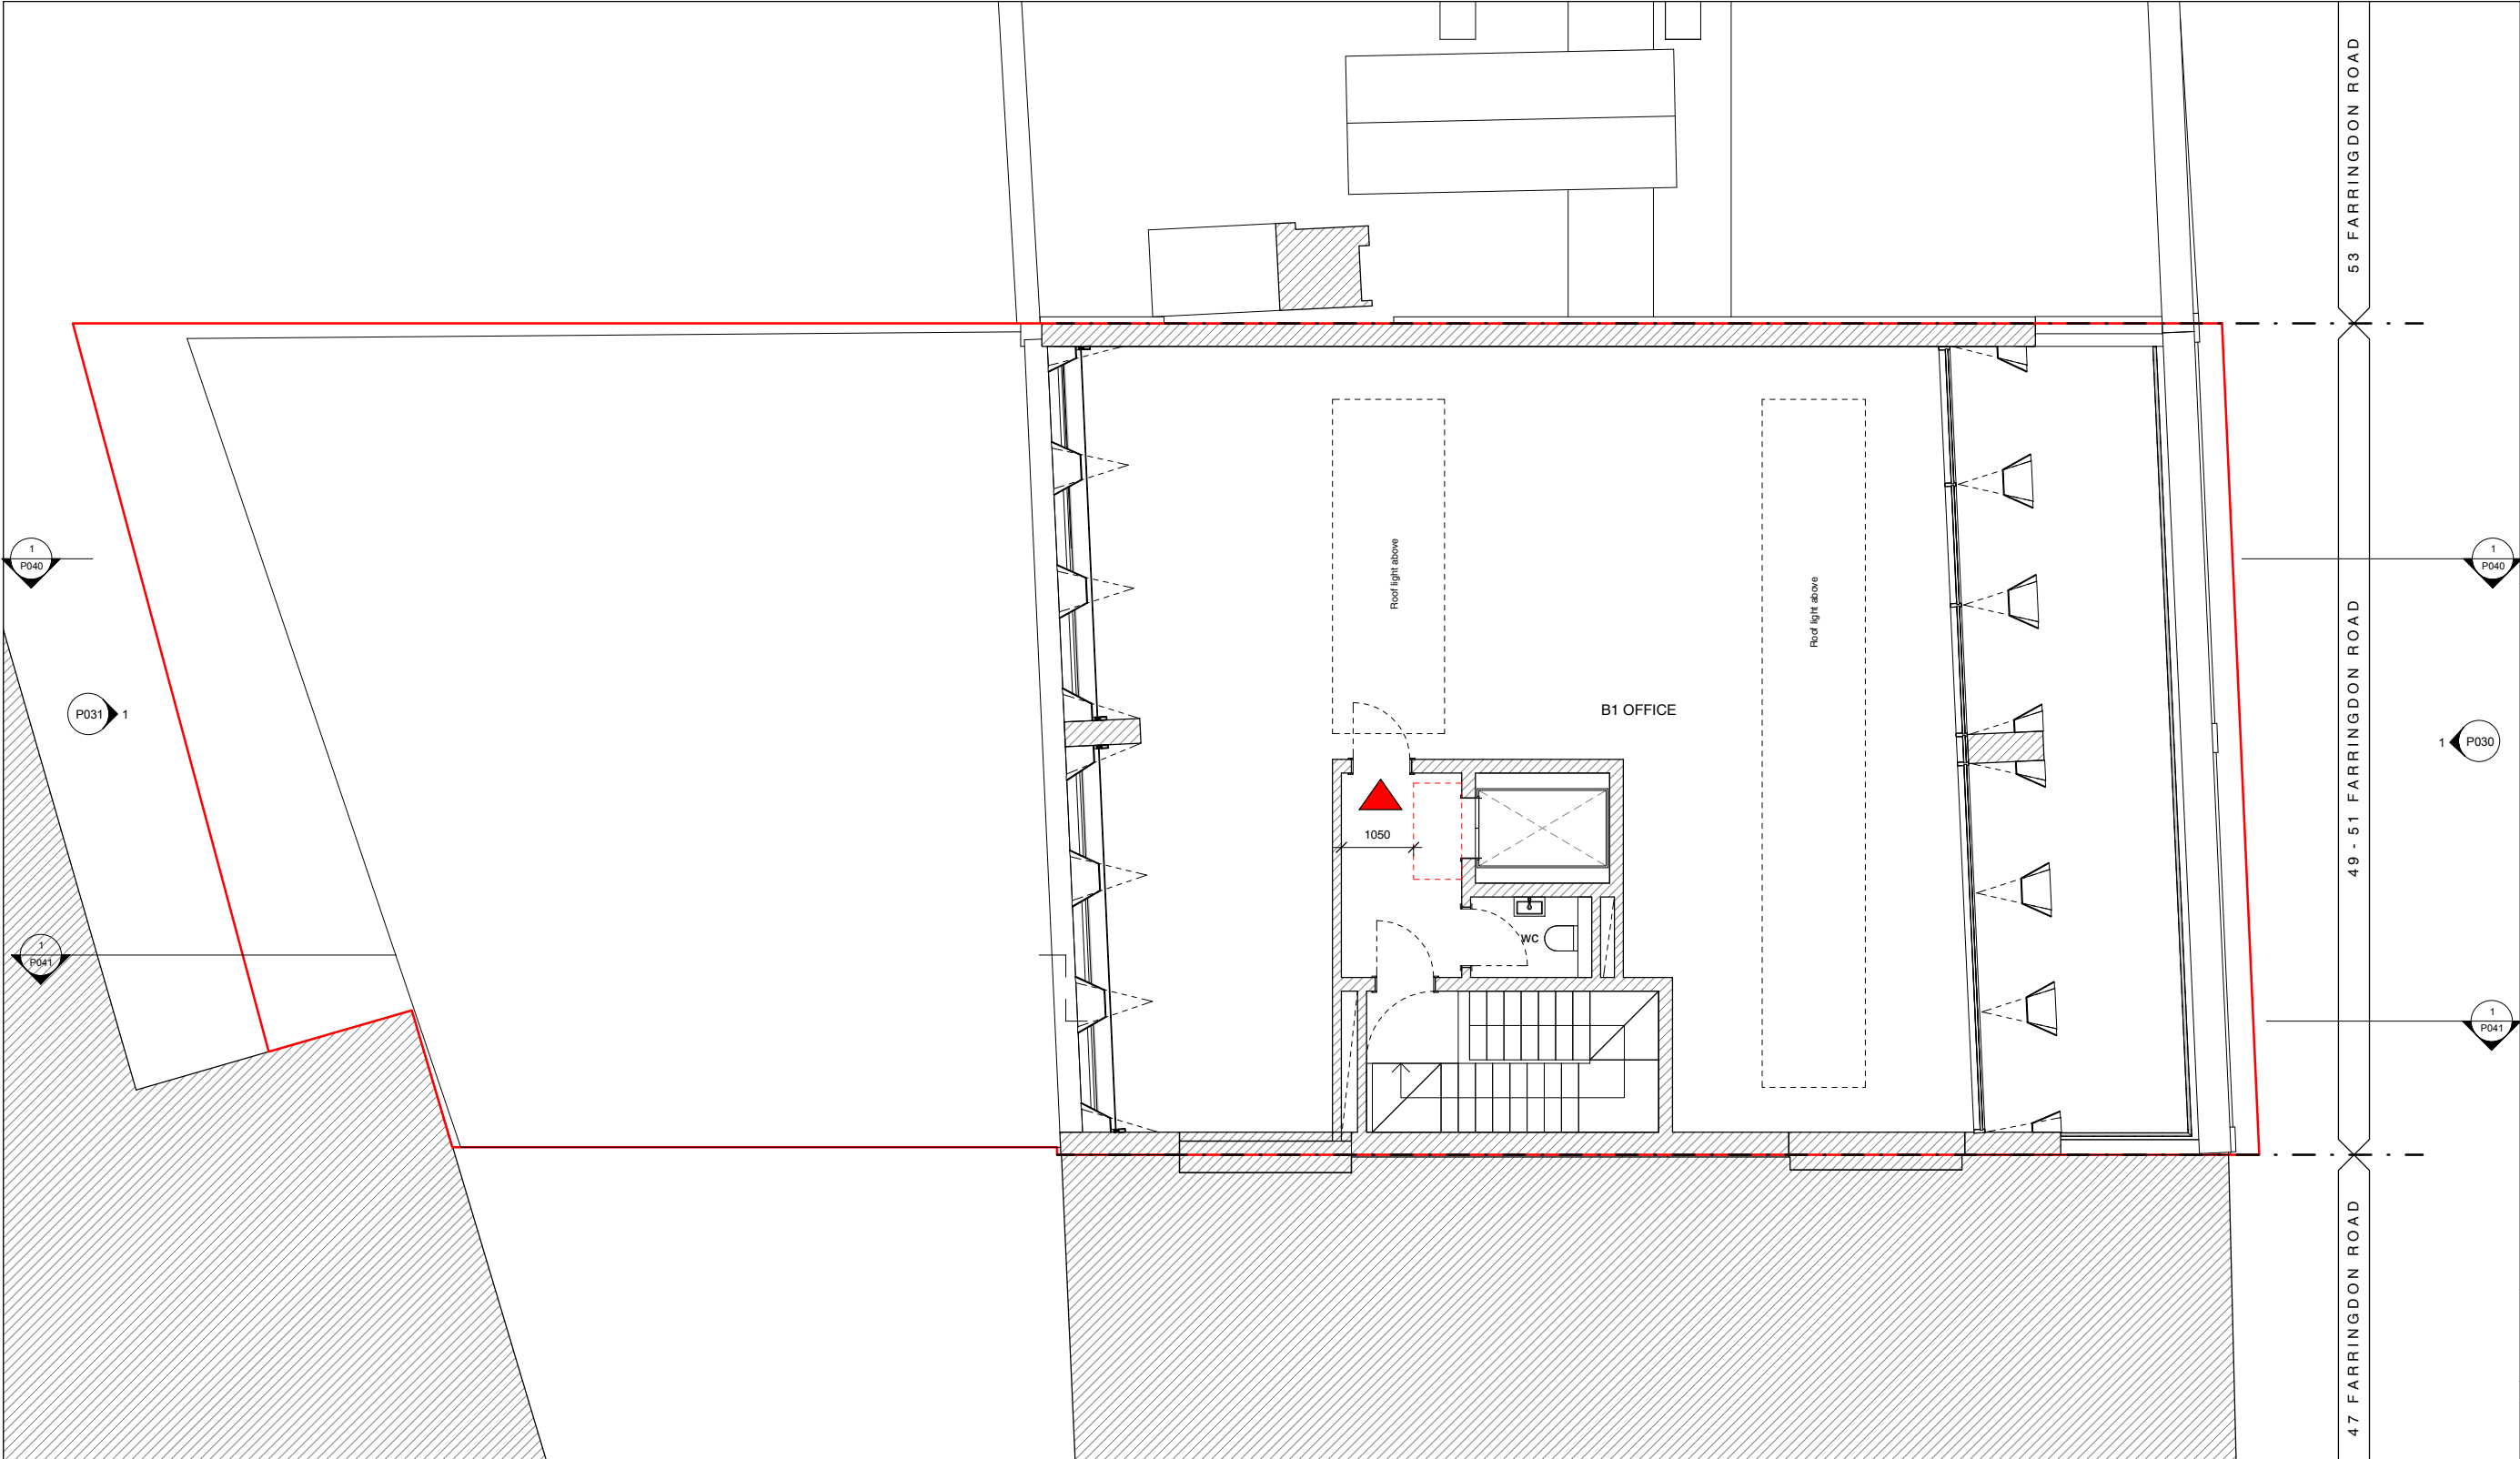 53 FARRINGDON ROAD
1
P040
1
P040
Roof light above
Roof light above
49 - 51 FARRINGDON ROAD
B1 OFFICE
P031
1
1
P030
1050
WC
1
P041
1
P041
47 FARRINGDON ROAD